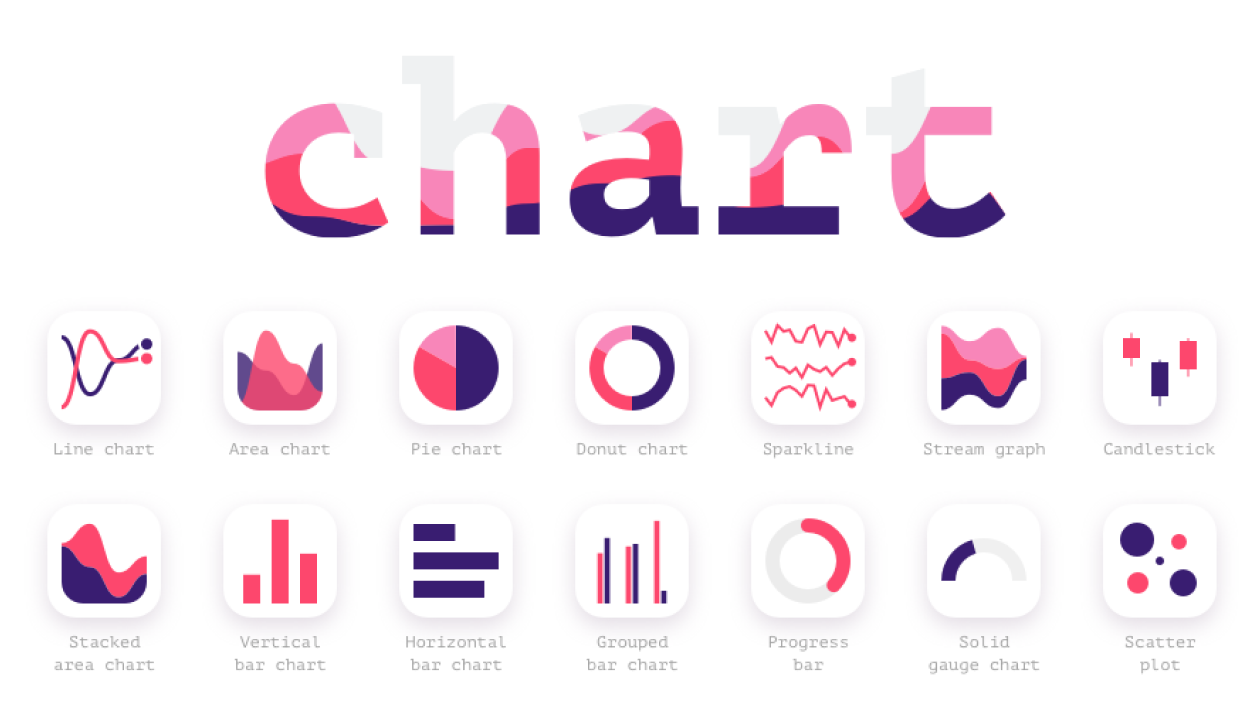 chart
Line chart
Area chart
Pie chart
Donut chart
Sparkline
Stream graph
Candlestick
Stacked
area chart
Vertical
bar chart
Horizontal
bar chart
Grouped
bar chart
Progress
bar
Solid
gauge chart
Scatter
plot